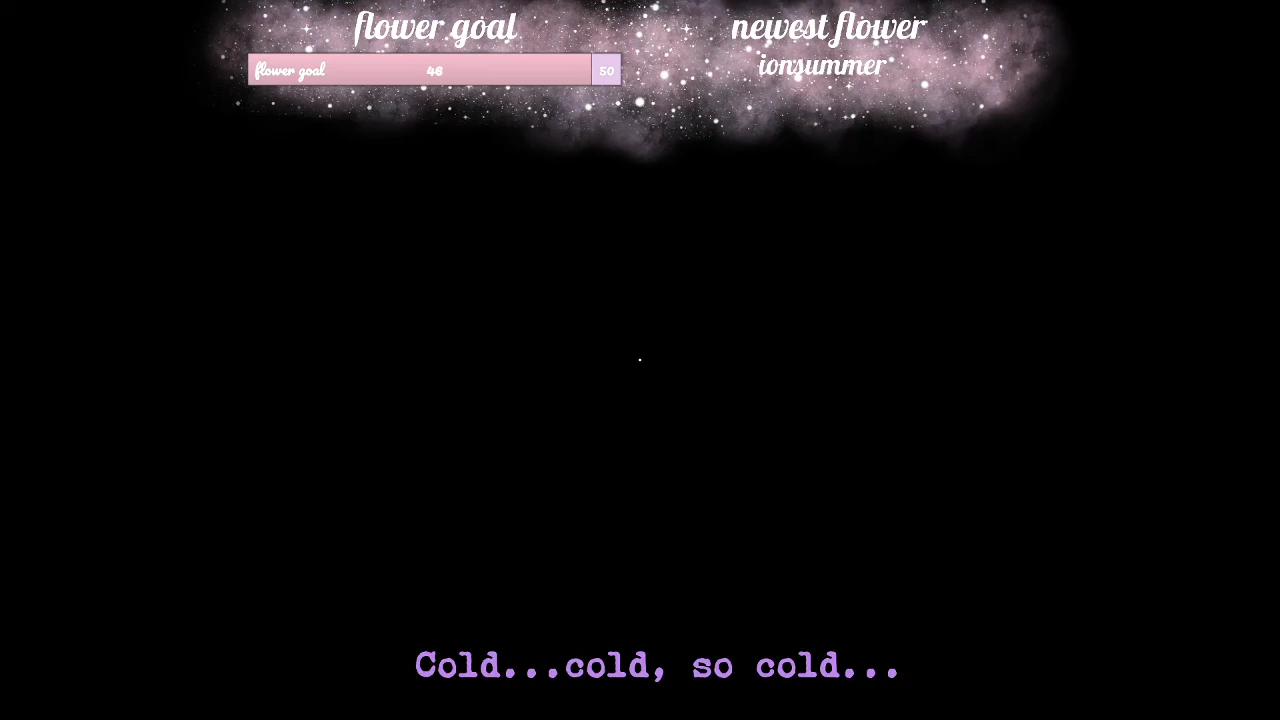 flower goal
flower goal 46 50
newest flower
ionsummer
Cold...cold, so cold...